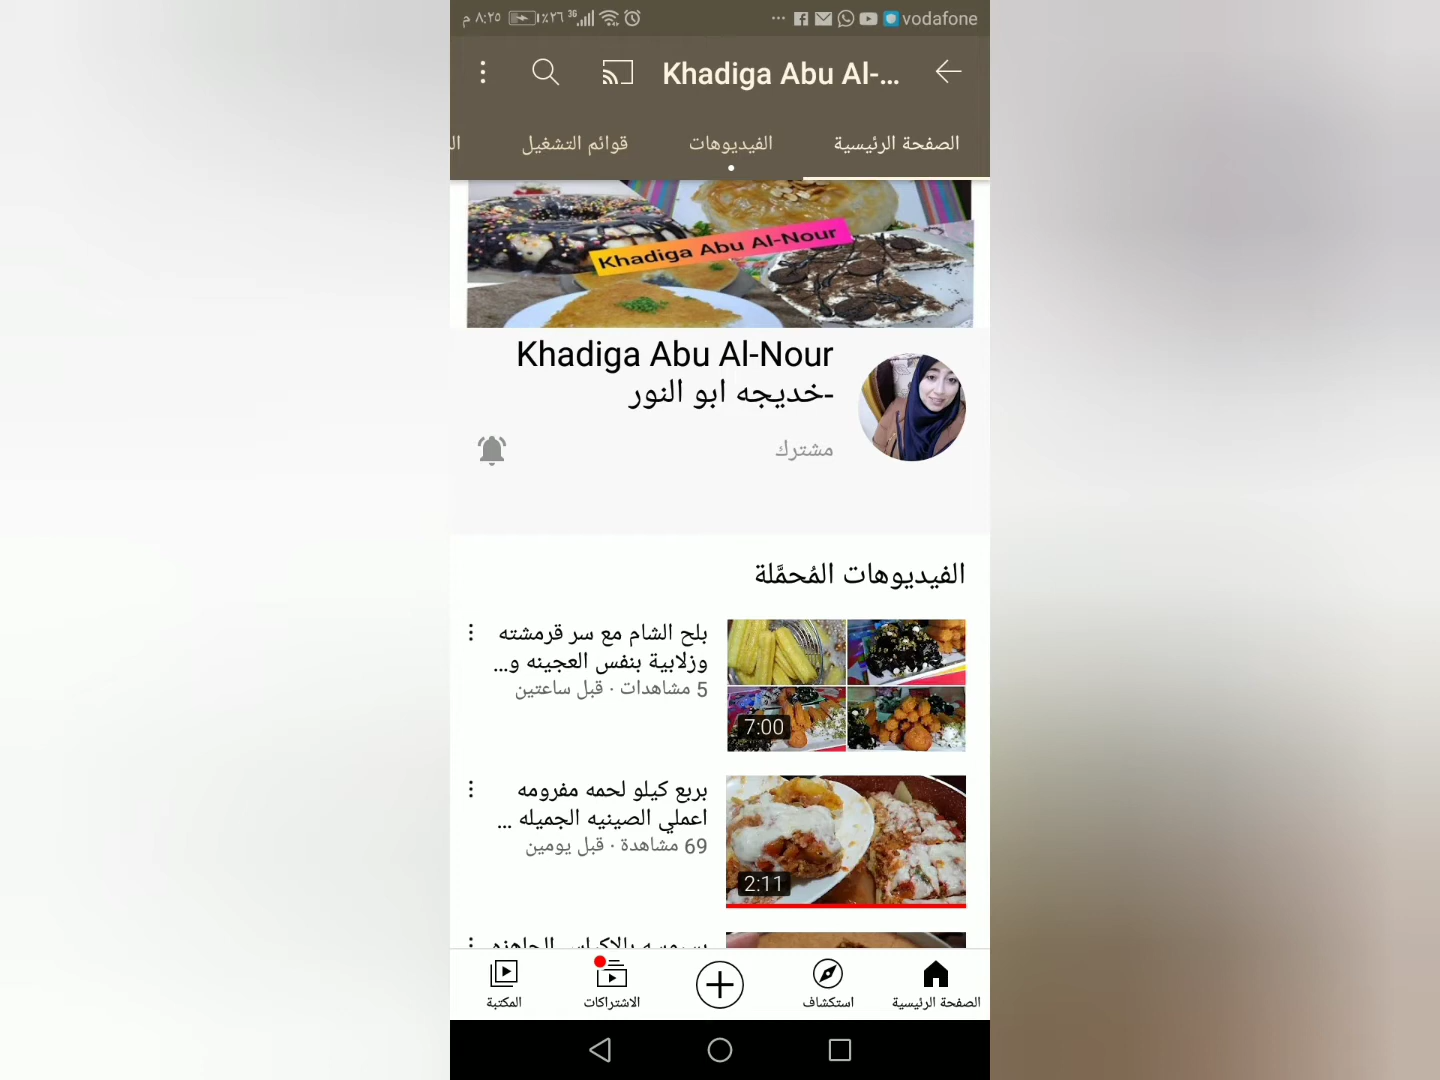 vodafone
٢٦٪ 3G ٨:٢٥ م
Khadiga Abu Al-...
الصفحة الرئيسية
الفيديوهات
قوائم التشغيل
ال
Khadiga Abu Al-Nour
Khadiga Abu Al-Nour
-خديجه ابو النور
مشترك
الفيديوهات المُحمَّلة
بلح الشام مع سر قرمشته
وزلابية بنفس العجينه و...
5 مشاهدات · قبل ساعتين
7:00
بربع كيلو لحمه مفرومه
اعملي الصينيه الجميله ...
69 مشاهدة · قبل يومين
2:11
الصفحة الرئيسية
استكشاف
الاشتراكات
المكتبة